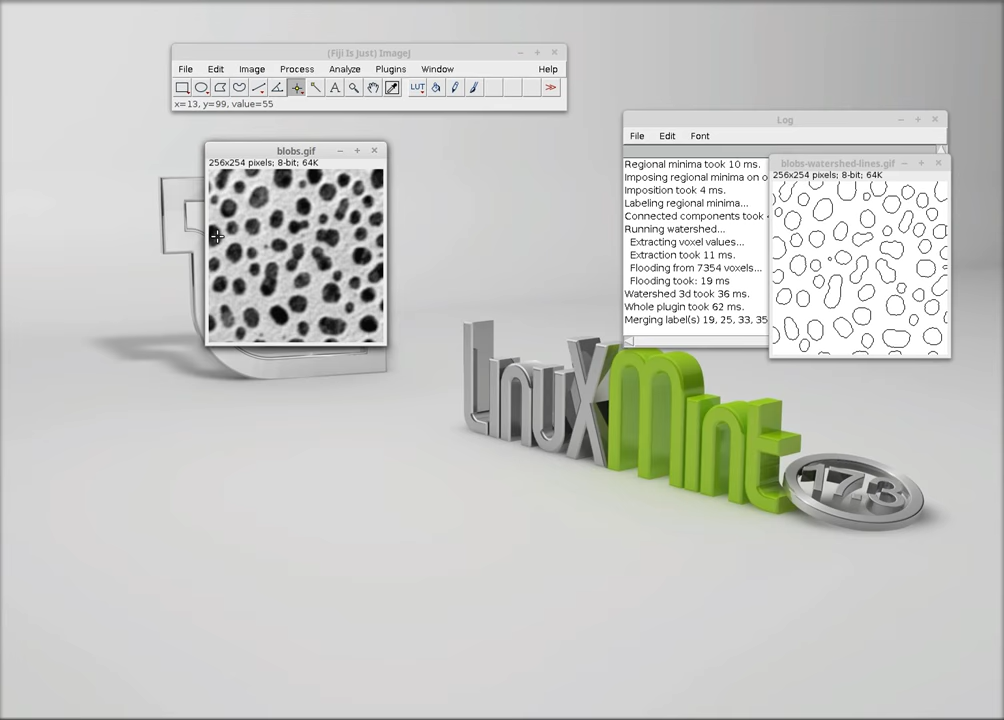 (Fiji Is Just) ImageJ
File Edit Image Process Analyze Plugins Window Help
A LUT >>
x=13, y=99, value=55
blobs.gif
256x254 pixels; 8-bit; 64K
Log
File Edit Font
Regional minima took 10 ms.
Imposing regional minima on o
Imposition took 4 ms.
Labeling regional minima...
Connected components took
Running watershed...
Extracting voxel values...
Extraction took 11 ms.
Flooding from 7354 voxels...
Flooding took: 19 ms
Watershed 3d took 36 ms.
Whole plugin took 62 ms.
Merging label(s) 19, 25, 33, 35
blobs-watershed-lines.gif
256x254 pixels; 8-bit; 64K
LinuxMint
17.3